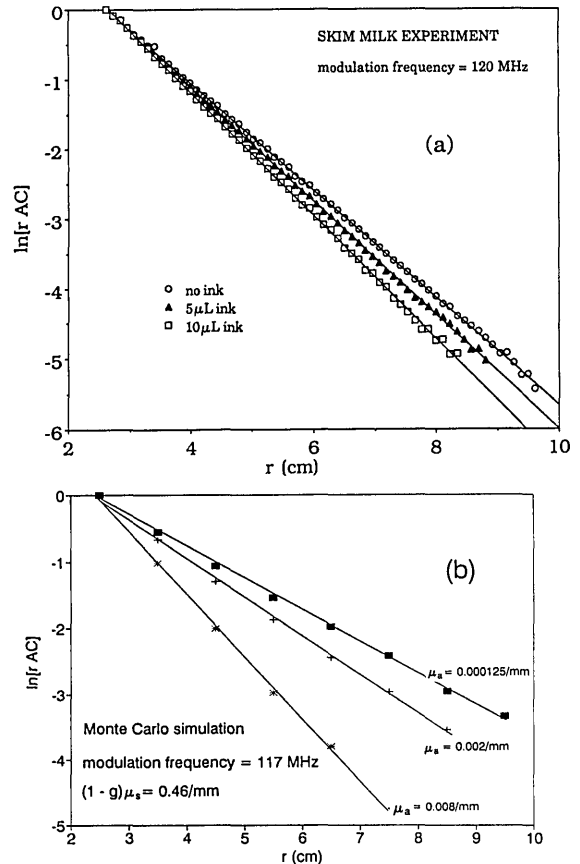 0
SKIM MILK EXPERIMENT
-1
modulation frequency = 120 MHz
(a)
-2
ln[r AC]
-3
no ink
-4
5μL ink
10μL ink
-5
-6
2 4 6 8 10
r (cm)
0
-1
(b)
-2
ln[r AC]
μa = 0.000125/mm
-3
Monte Carlo simulation
μa = 0.002/mm
modulation frequency = 117 MHz
-4
(1 - g)μs = 0.46/mm
μa = 0.008/mm
-5
2 3 4 5 6 7 8 9 10
r (cm)